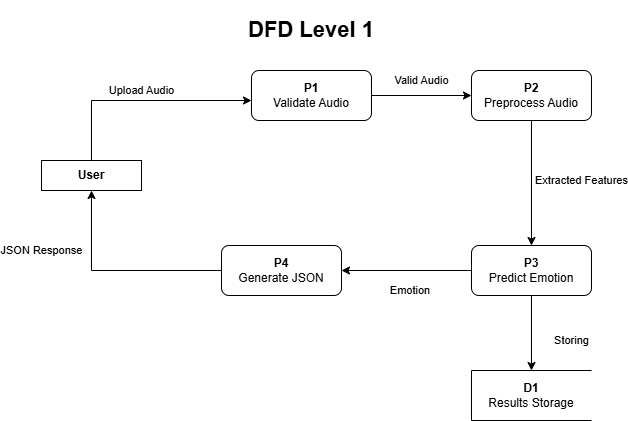 DFD Level 1
Upload Audio
P1
Validate Audio
Valid Audio
P2
Preprocess Audio
User
Extracted Features
JSON Response
P4
Generate JSON
Emotion
P3
Predict Emotion
Storing
D1
Results Storage